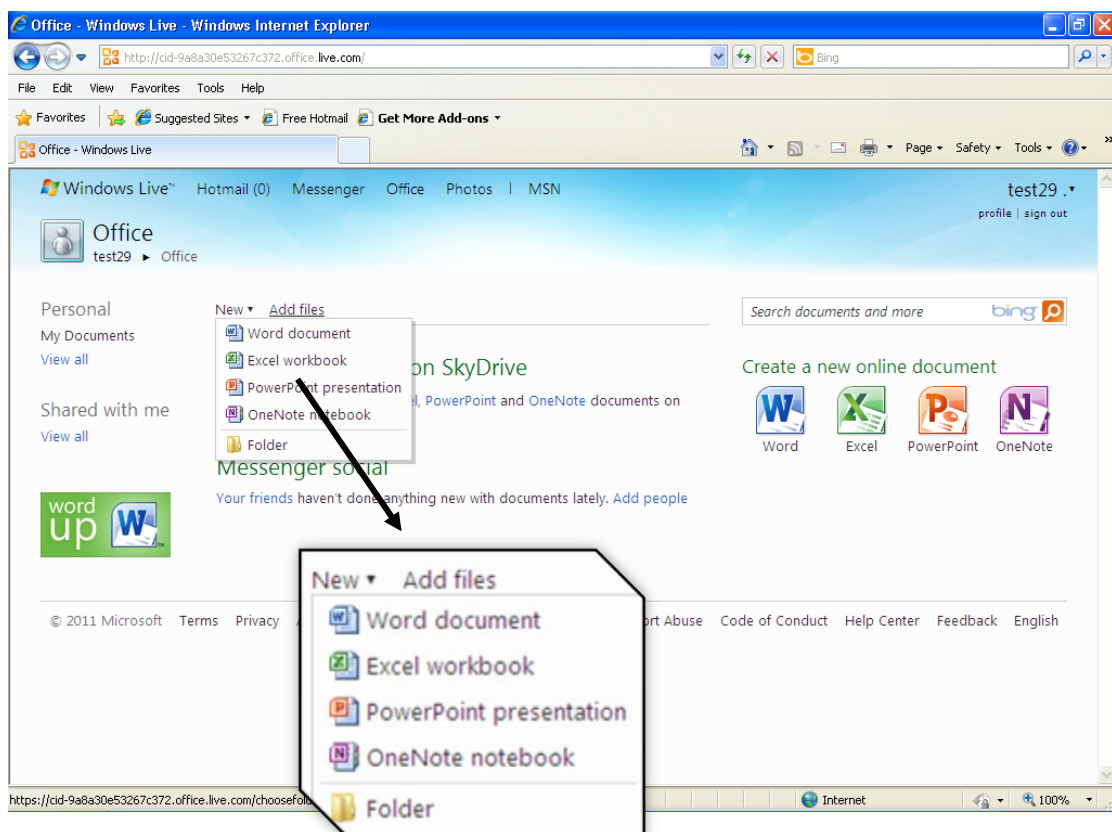 Office - Windows Live - Windows Internet Explorer
http://cid-9a8a30e53267c372.office.live.com/
Bing
File Edit View Favorites Tools Help
Favorites Suggested Sites Free Hotmail Get More Add-ons
Office - Windows Live
Page Safety Tools
Windows Live™ Hotmail (0) Messenger Office Photos | MSN
test29 .
profile | sign out
Office
test29 ► Office
Personal
My Documents
View all
Shared with me
View all
word
up
New Add files
Word document
Excel workbook
PowerPoint presentation
OneNote notebook
Folder
on SkyDrive
PowerPoint and OneNote documents on
Messenger social
Your friends haven't done anything new with documents lately. Add people
Search documents and more bing
Create a new online document
Word Excel PowerPoint OneNote
New Add files
Word document
Excel workbook
PowerPoint presentation
OneNote notebook
Folder
© 2011 Microsoft Terms Privacy Abuse Code of Conduct Help Center Feedback English
https://cid-9a8a30e53267c372.office.live.com/choosefol
Internet 100%